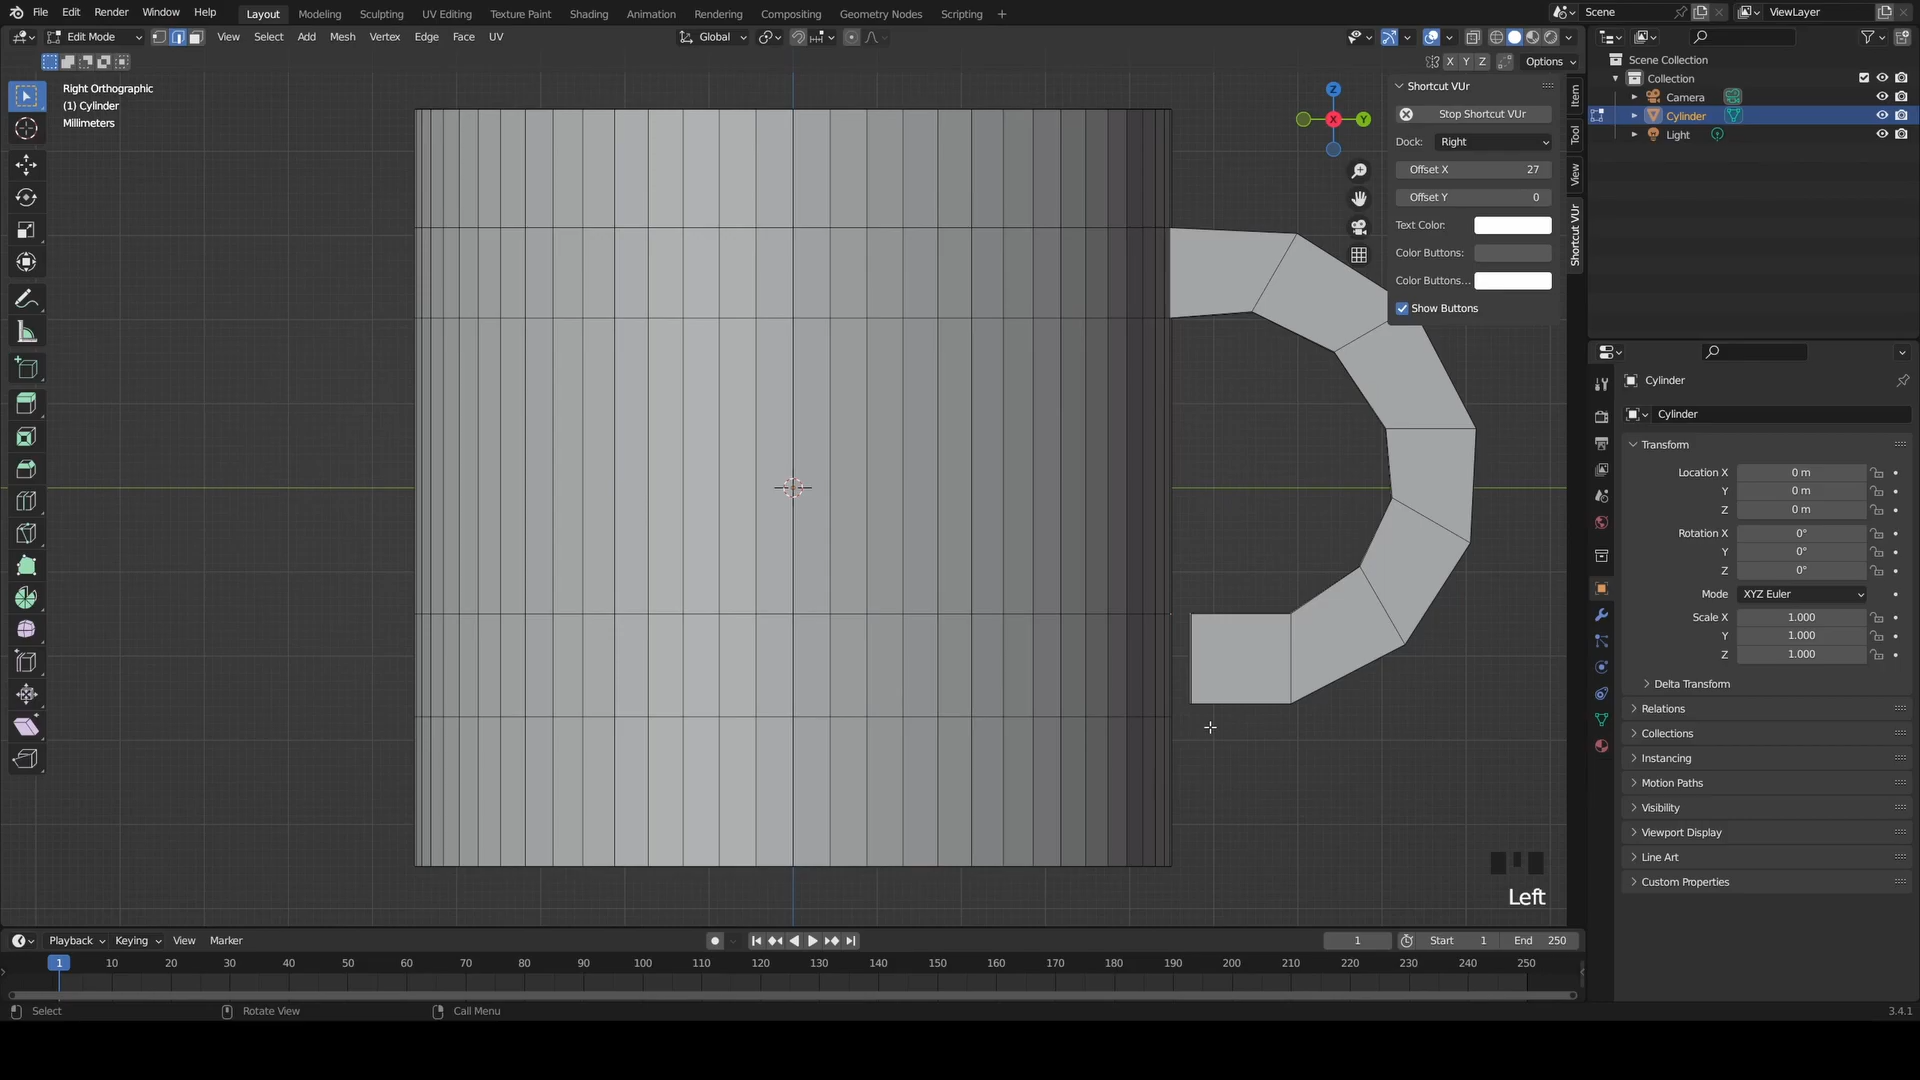 File Edit Render Window Help Layout Modeling Sculpting UV Editing Texture Paint Shading Animation Rendering Compositing Geometry Nodes Scripting + Scene ViewLayer
Edit Mode View Select Add Mesh Vertex Edge Face UV Global
X Y Z Options
Right Orthographic
(1) Cylinder
Millimeters
Z
X
Y
Shortcut VUr
Stop Shortcut VUr
Dock: Right
Offset X 27
Offset Y 0
Text Color:
Color Buttons:
Color Buttons...
Show Buttons
Item
Tool
View
Shortcut VUr
Scene Collection
Collection
Camera
Cylinder
Light
Cylinder
Cylinder
Transform
Location X 0 m
Y 0 m
Z 0 m
Rotation X 0°
Y 0°
Z 0°
Mode XYZ Euler
Scale X 1.000
Y 1.000
Z 1.000
Delta Transform
Relations
Collections
Instancing
Motion Paths
Visibility
Viewport Display
Line Art
Custom Properties
Left
Playback Keying View Marker 1 Start 1 End 250
1 10 20 30 40 50 60 70 80 90 100 110 120 130 140 150 160 170 180 190 200 210 220 230 240 250
Select Rotate View Call Menu 3.4.1